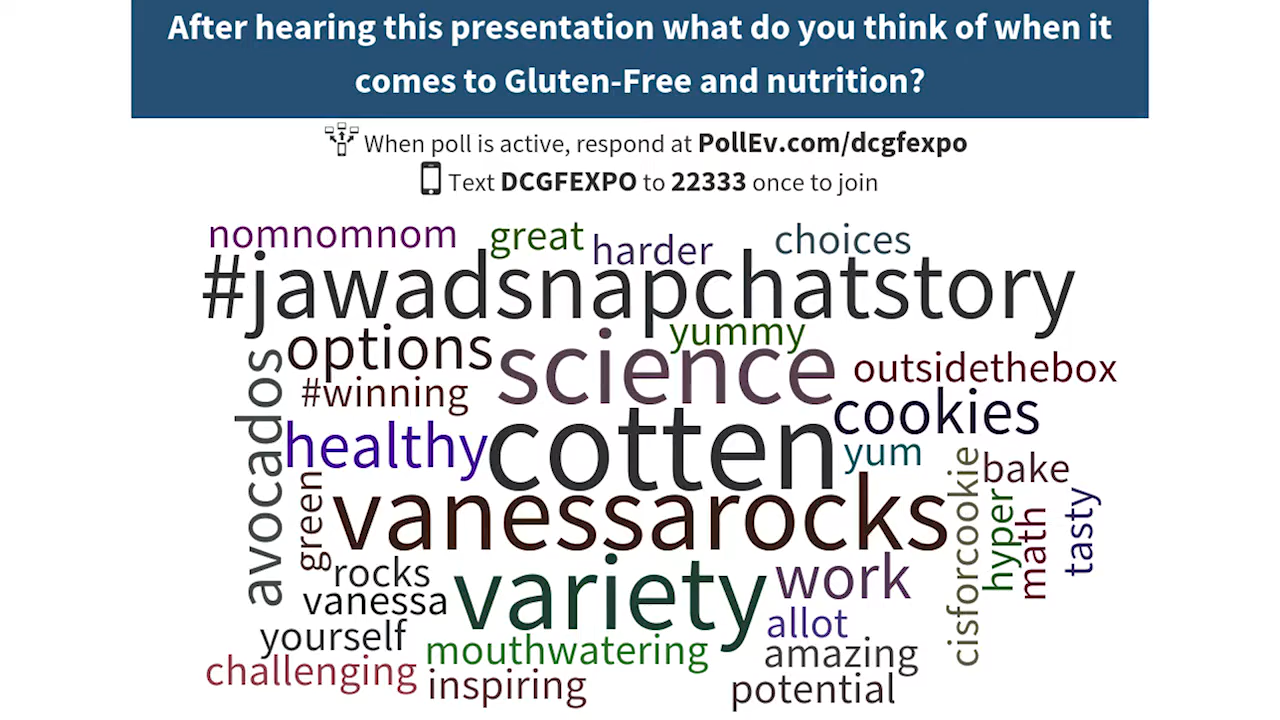 After hearing this presentation what do you think of when it
comes to Gluten-Free and nutrition?
When poll is active, respond at PollEv.com/dcgfexpo
Text DCGFEXPO to 22333 once to join
nomnomnom
great
harder
choices
#jawadsnapchatstory
yummy
options
science
outsidethebox
#winning
avocados
cookies
healthy
cotten
yum
bake
cisforcookie
green
vanessarocks
hyper
math
tasty
rocks
variety
work
vanessa
allot
yourself
mouthwatering
amazing
challenging
inspiring
potential